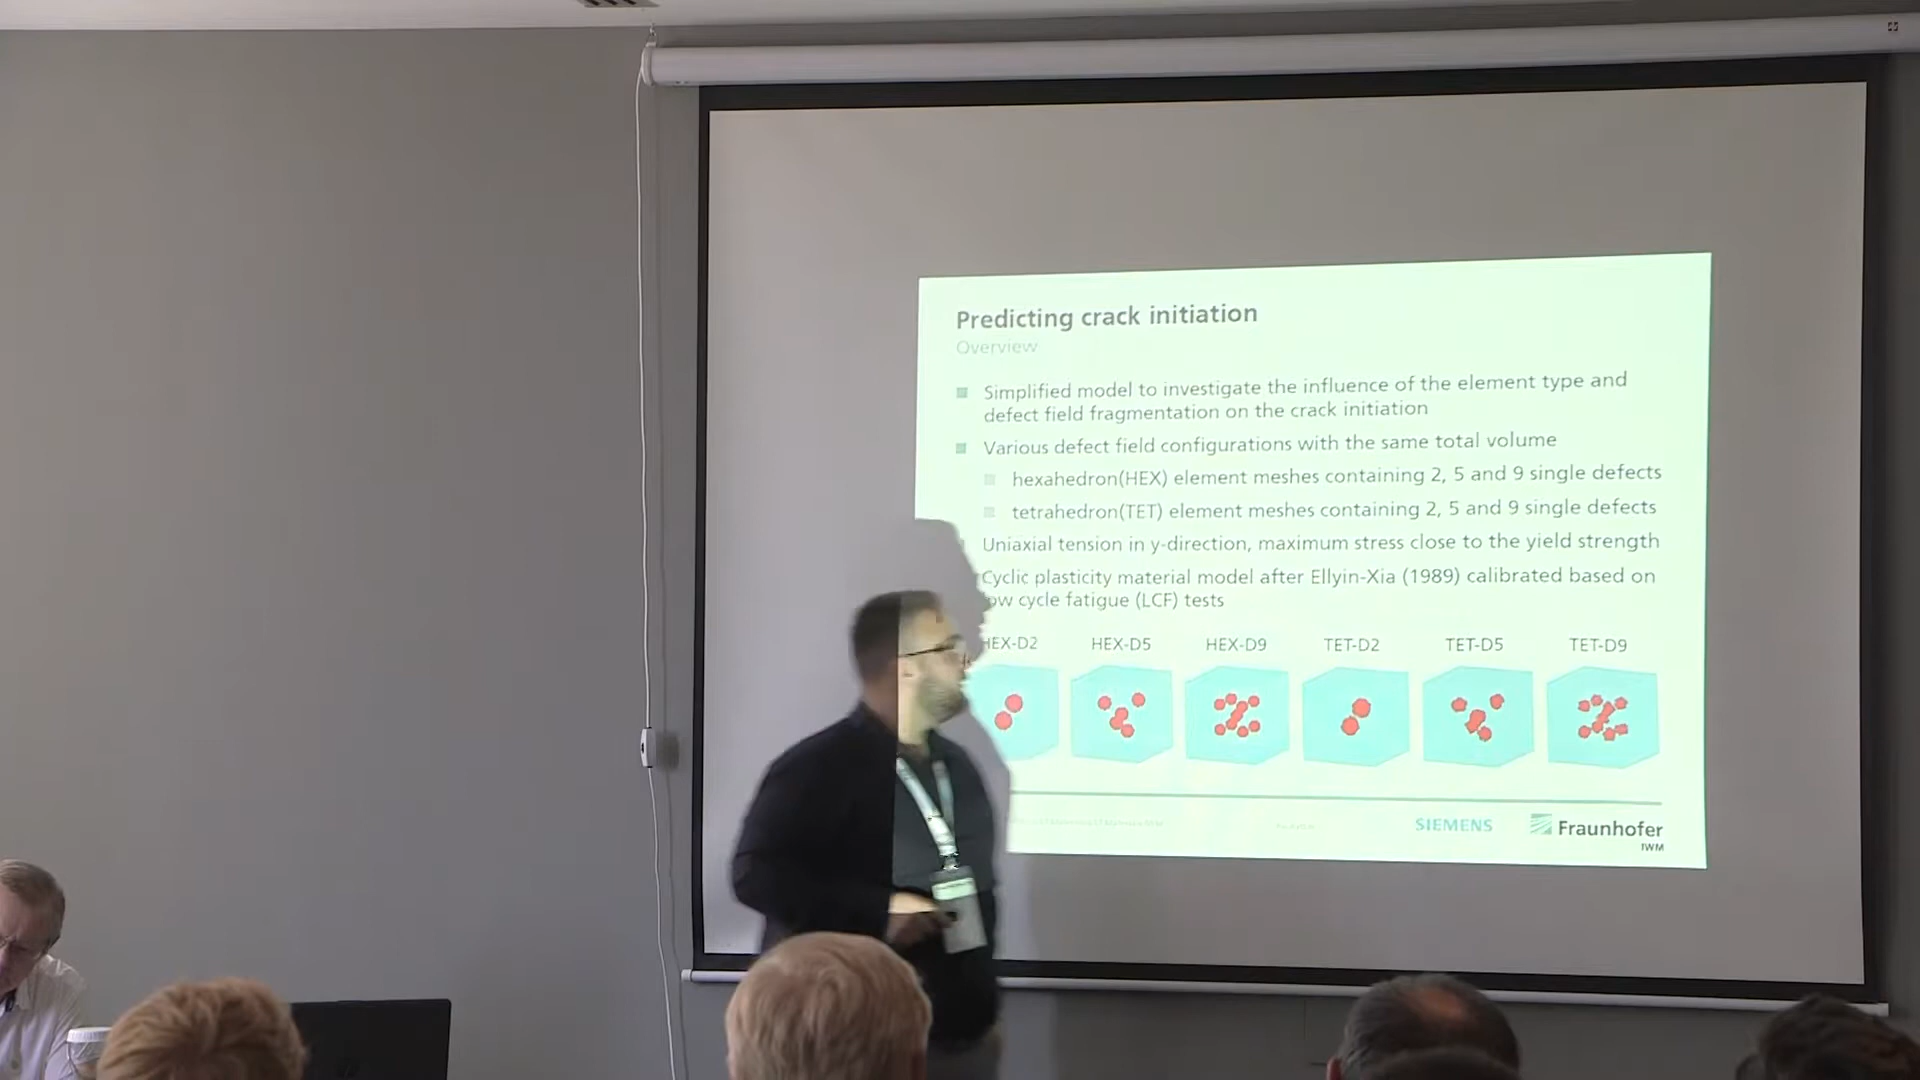 Predicting crack initiation
Overview
Simplified model to investigate the influence of the element type and
defect field fragmentation on the crack initiation
Various defect field configurations with the same total volume
hexahedron(HEX) element meshes containing 2, 5 and 9 single defects
tetrahedron(TET) element meshes containing 2, 5 and 9 single defects
Uniaxial tension in y-direction, maximum stress close to the yield strength
Cyclic plasticity material model after Ellyin-Xia (1989) calibrated based on
ow cycle fatigue (LCF) tests
HEX-D2 HEX-D5 HEX-D9 TET-D2 TET-D5 TET-D9
SIEMENS Fraunhofer
IWM